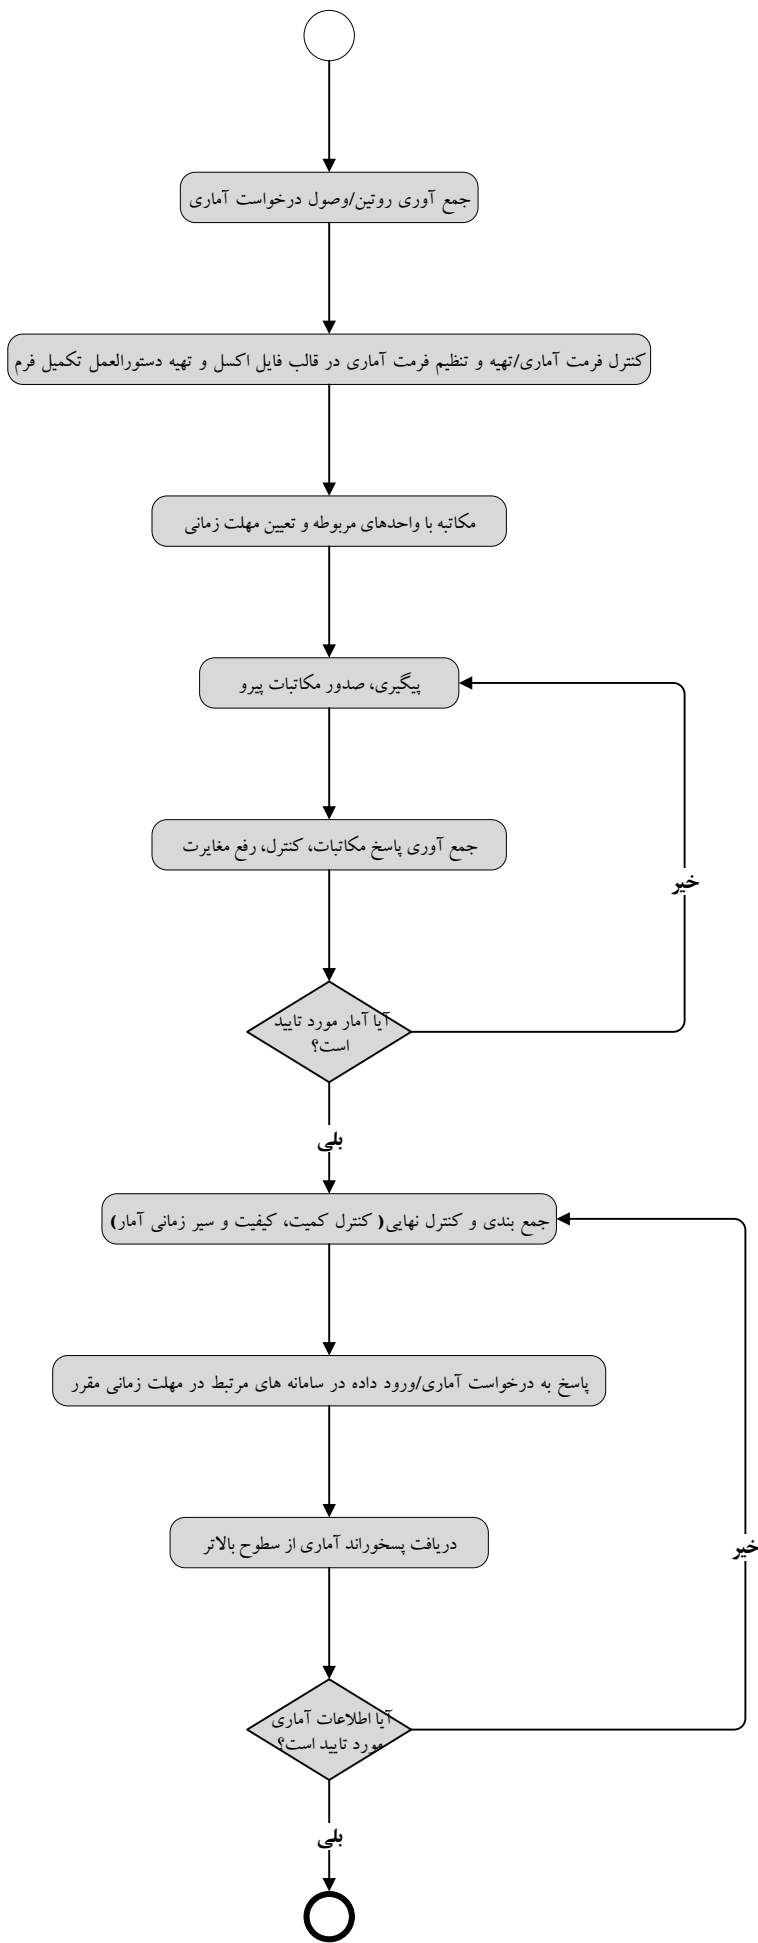 جمع آوری روتین/وصول درخواست آماری
کنترل فرمت آماری/تهیه و تنظیم فرمت آماری در قالب فایل اکسل و تهیه دستورالعمل تکمیل فرم
مکاتبه با واحدهای مربوطه و تعیین مهلت زمانی
پیگیری، صدور مکاتبات پیرو
جمع آوری پاسخ مکاتبات، کنترل، رفع مغایرت
خیر
آیا آمار مورد تایید
است؟
بلی
جمع بندی و کنترل نهایی( کنترل کمیت، کیفیت و سیر زمانی آمار)
پاسخ به درخواست آماری/ورود داده در سامانه های مرتبط در مهلت زمانی مقرر
دریافت پسخوراند آماری از سطوح بالاتر
خیر
آیا اطلاعات آماری
مورد تایید است؟
بلی